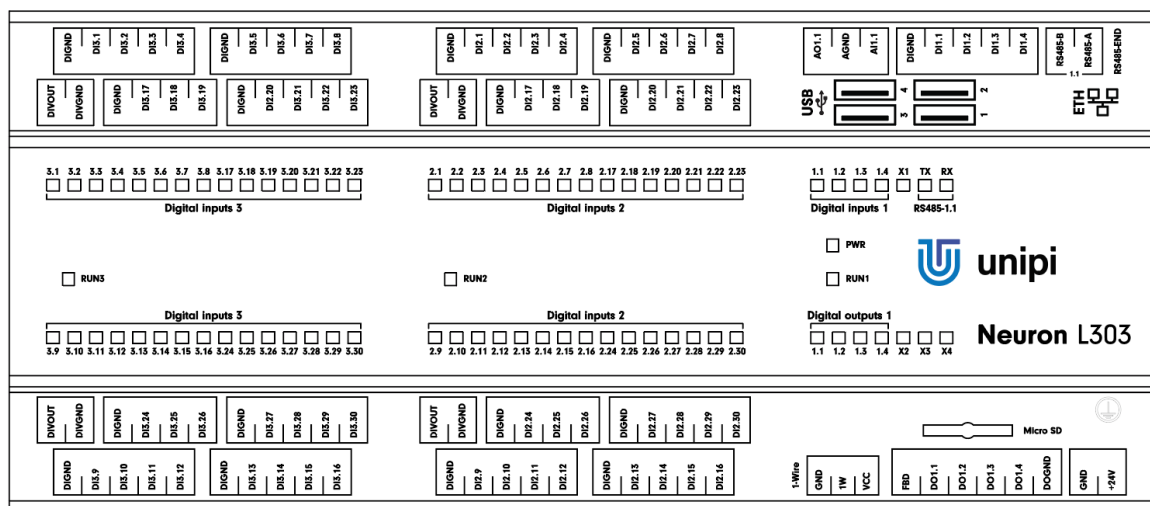 DIGND DI3.1 DI3.2 DI3.3 DI3.4
DIGND DI3.5 DI3.6 DI3.7 DI3.8
DIGND DI2.1 DI2.2 DI2.3 DI2.4
DIGND DI2.5 DI2.6 DI2.7 DI2.8
AO1.1 AGND AI1.1
DIGND DI1.1 DI1.2 DI1.3 DI1.4
RS485-B RS485-A
1.1
RS485-END
DIVOUT DIVGND
DIGND DI3.17 DI3.18 DI3.19
DIGND DI2.20 DI3.21 DI3.22 DI3.23
DIVOUT DIVGND
DIGND DI2.17 DI2.18 DI2.19
DIGND DI2.20 DI2.21 DI2.22 DI2.23
USB
4 2
3 1
ETH
3.1 3.2 3.3 3.4 3.5 3.6 3.7 3.8 3.17 3.18 3.19 3.20 3.21 3.22 3.23
Digital inputs 3
2.1 2.2 2.3 2.4 2.5 2.6 2.7 2.8 2.17 2.18 2.19 2.20 2.21 2.22 2.23
Digital inputs 2
1.1 1.2 1.3 1.4 X1 TX RX
Digital inputs 1
RS485-1.1
PWR
RUN3
RUN2
RUN1
unipi
Digital inputs 3
3.9 3.10 3.11 3.12 3.13 3.14 3.15 3.16 3.24 3.25 3.26 3.27 3.28 3.29 3.30
Digital inputs 2
2.9 2.10 2.11 2.12 2.13 2.14 2.15 2.16 2.24 2.25 2.26 2.27 2.28 2.29 2.30
Digital outputs 1
1.1 1.2 1.3 1.4 X2 X3 X4
Neuron L303
DIVOUT DIVGND
DIGND DI3.24 DI3.25 DI3.26
DIGND DI3.27 DI3.28 DI3.29 DI3.30
DIVOUT DIVGND
DIGND DI2.24 DI2.25 DI2.26
DIGND DI2.27 DI2.28 DI2.29 DI2.30
Micro SD
DIGND DI3.9 DI3.10 DI3.11 DI3.12
DIGND DI3.13 DI3.14 DI3.15 DI3.16
DIGND DI2.9 DI2.10 DI2.11 DI2.12
DIGND DI2.13 DI2.14 DI2.15 DI2.16
1-Wire
GND 1W VCC
FBD DO1.1 DO1.2 DO1.3 DO1.4 DOGND
GND +24V